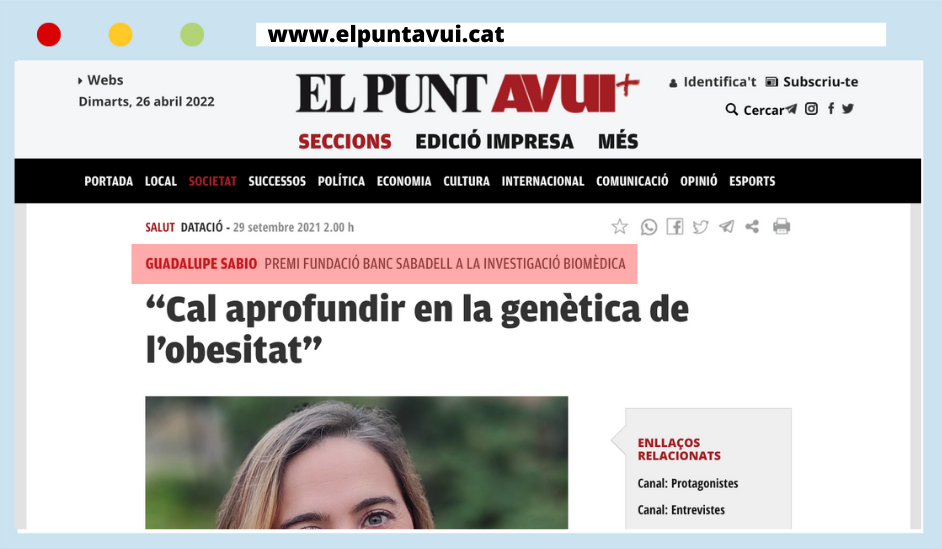 www.elpuntavui.cat
Webs
Dimarts, 26 abril 2022
EL PUNT AVUI+
Identifica't Subscriu-te
Cercar
SECCIONS EDICIÓ IMPRESA MÉS
PORTADA LOCAL SOCIETAT SUCCESSOS POLÍTICA ECONOMIA CULTURA INTERNACIONAL COMUNICACIÓ OPINIÓ ESPORTS
SALUT DATACIÓ - 29 setembre 2021 2.00 h
GUADALUPE SABIO PREMI FUNDACIÓ BANC SABADELL A LA INVESTIGACIÓ BIOMÈDICA
“Cal aprofundir en la genètica de
l’obesitat”
ENLLAÇOS
RELACIONATS
Canal: Protagonistes
Canal: Entrevistes